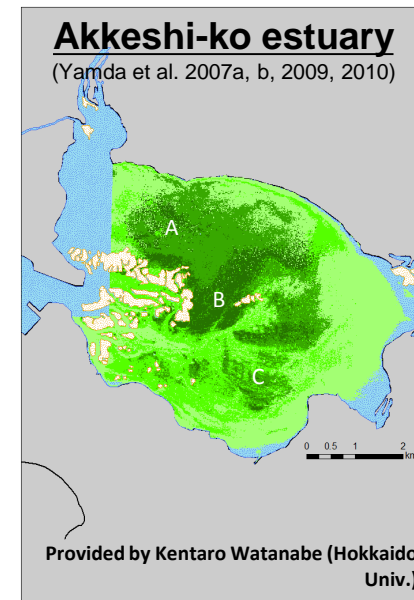 Akkeshi-ko estuary
(Yamda et al. 2007a, b, 2009, 2010)
A
B
C
0 0.5 1 2
km
Provided by Kentaro Watanabe (Hokkaido
Univ.)